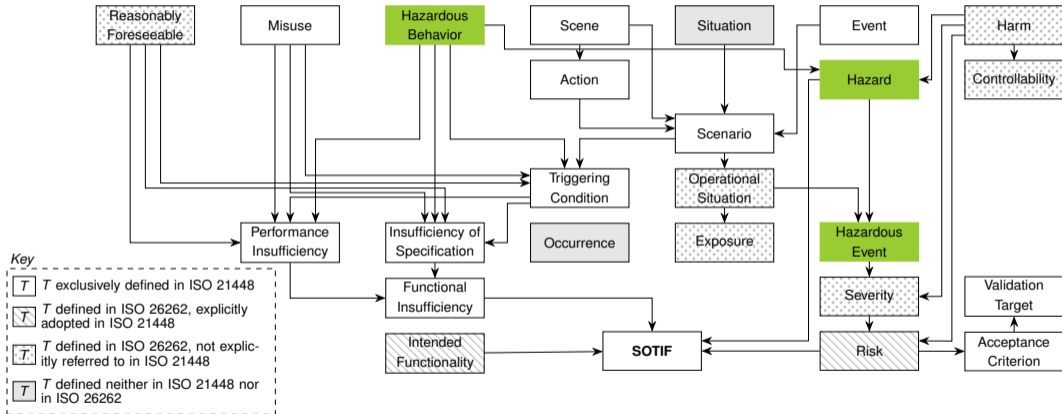 Reasonably
Foreseeable
Misuse
Hazardous
Behavior
Scene
Situation
Event
Harm
Action
Hazard
Controllability
Scenario
Triggering
Condition
Operational
Situation
Performance
Insufficiency
Insufficiency of
Specification
Occurrence
Exposure
Hazardous
Event
Key
T T exclusively defined in ISO 21448
T T defined in ISO 26262, explicitly
adopted in ISO 21448
T T defined in ISO 26262, not explic-
itly referred to in ISO 21448
T T defined neither in ISO 21448 nor
in ISO 26262
Functional
Insufficiency
Severity
Validation
Target
Intended
Functionality
SOTIF
Risk
Acceptance
Criterion